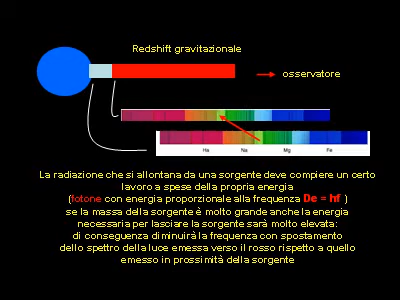 Redshift gravitazionale
osservatore
Ha Na Mg Fe
La radiazione che si allontana da una sorgente deve compiere un certo
lavoro a spese della propria energia
(fotone con energia proporzionale alla frequenza De = hf )
se la massa della sorgente è molto grande anche la energia
necessaria per lasciare la sorgente sarà molto elevata:
di conseguenza diminuirà la frequenza con spostamento
dello spettro della luce emessa verso il rosso rispetto a quello
emesso in prossimità della sorgente